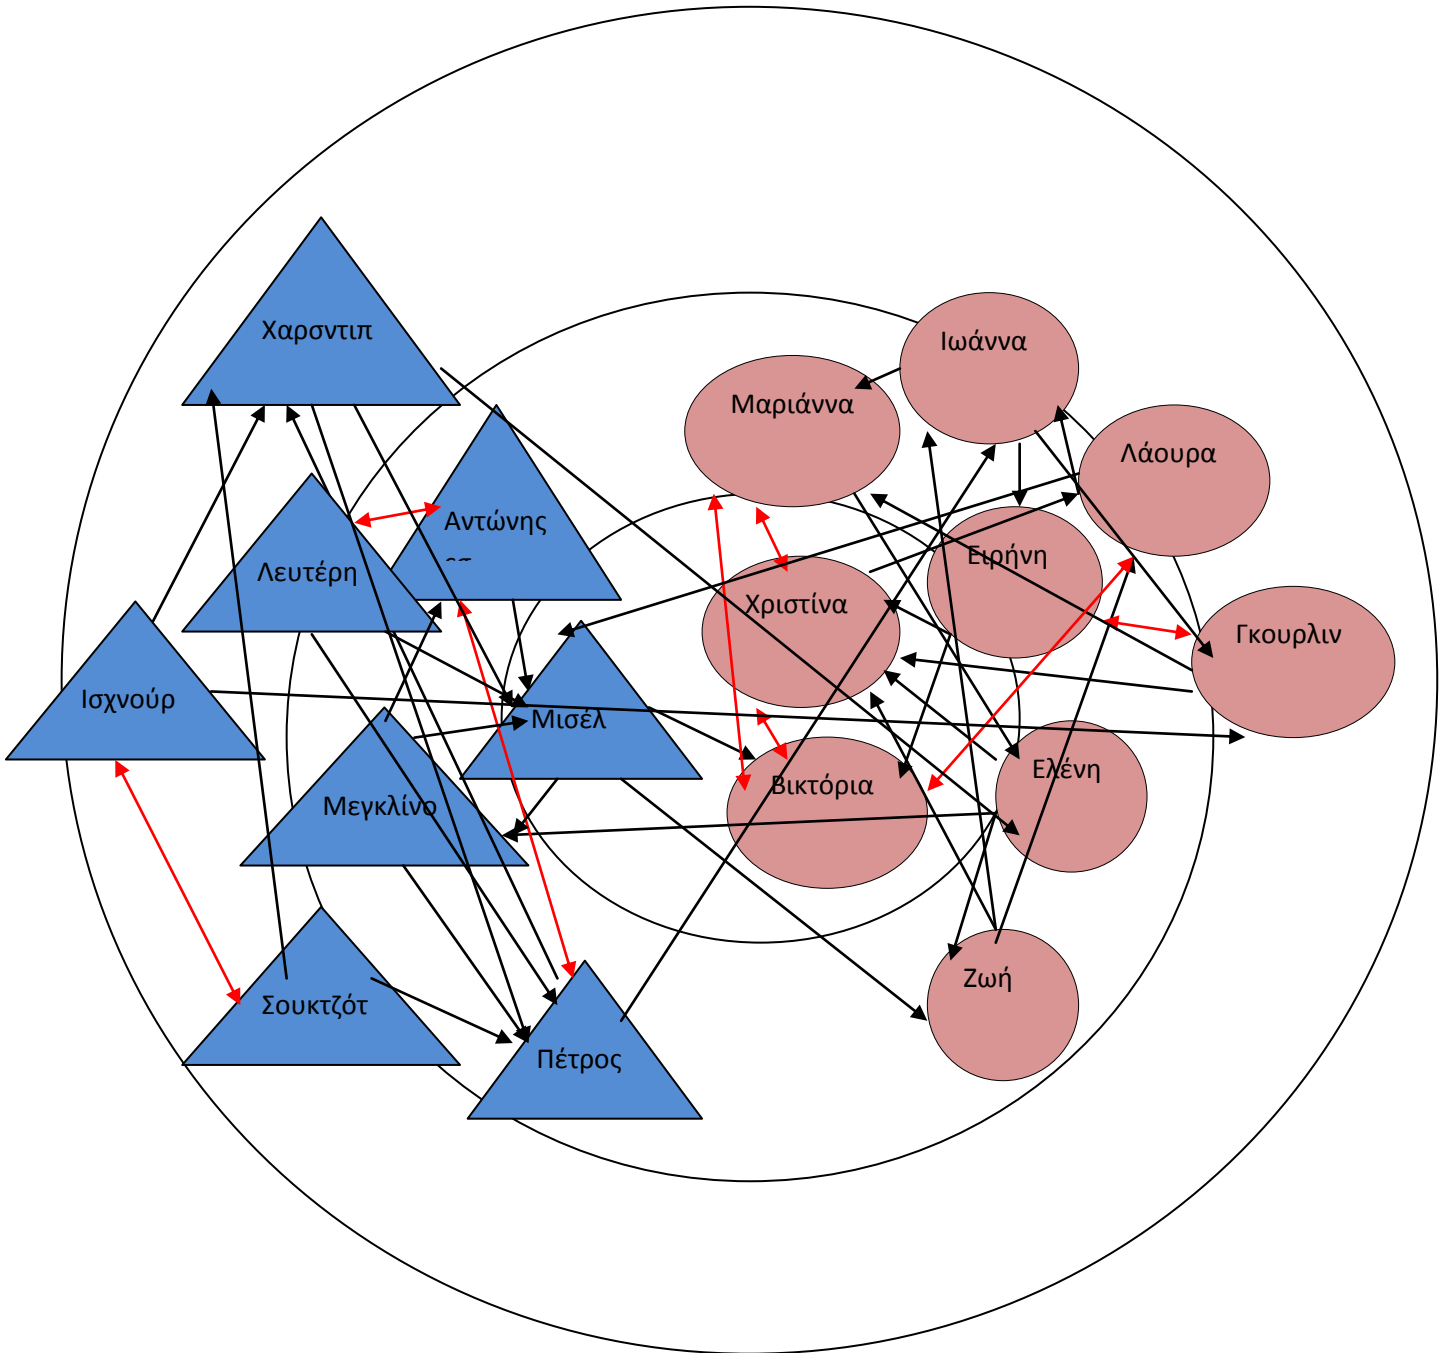 Χαρσντιπ
Ιωάννα
Μαριάννα
Λάουρα
Αντώνης
Ειρήνη
Λευτέρη
Χριστίνα
Γκουρλιν
Ισχνούρ
Μισέλ
Ελένη
Βικτόρια
Μεγκλίνο
Ζωή
Σουκτζότ
Πέτρος